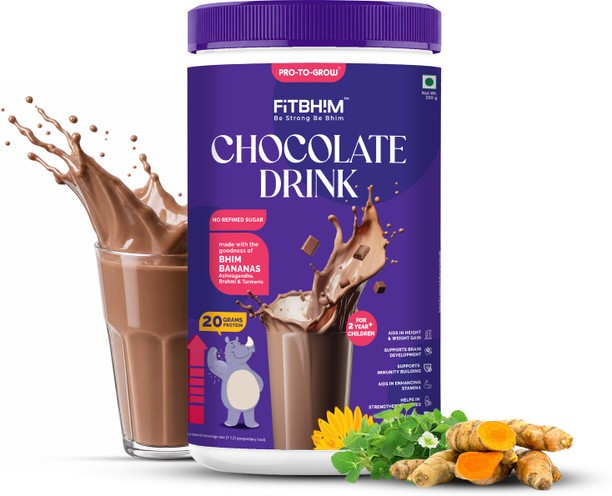 PRO-TO-GROW
FiTBH!M™
Be Strong Be Bhim
Net Wt.
CHOCOLATE
DRINK
NO REFINED SUGAR
made with the
goodness of
BHIM
BANANAS
Ashwagandha,
Brahmi & Turmeric
20 GRAMS
PROTEIN
FOR
2 YEAR+
CHILDREN
AIDS IN HEIGHT
& WEIGHT GAIN
SUPPORTS BRAIN
DEVELOPMENT
SUPPORTS
IMMUNITY BUILDING
AIDS IN ENHANCING
STAMINA
HELPS IN